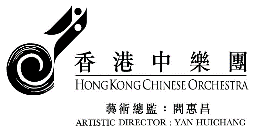 香港中樂團
HONG KONG CHINESE ORCHESTRA
藝術總監：閻惠昌
ARTISTIC DIRECTOR : YAN HUICHANG